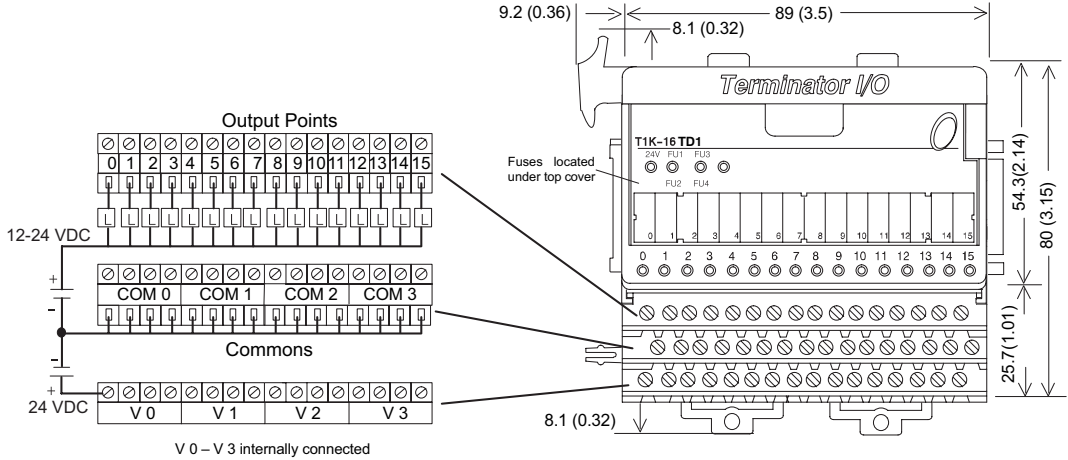 Output Points
0 1 2 3 4 5 6 7 8 9 10 11 12 13 14 15
L L L L L L L L L L L L L L L L
12-24 VDC
+
-
COM 0 COM 1 COM 2 COM 3
Commons
-
+
24 VDC
V 0 V 1 V 2 V 3
V 0 – V 3 internally connected
9.2 (0.36)
89 (3.5)
8.1 (0.32)
Terminator I/O
T1K-16 TD1
24V FU1 FU3
FU2 FU4
Fuses located
under top cover
0 1 2 3 4 5 6 7 8 9 10 11 12 13 14 15
0 1 2 3 4 5 6 7 8 9 10 11 12 13 14 15
54.3(2.14)
80 (3.15)
25.7(1.01)
8.1 (0.32)